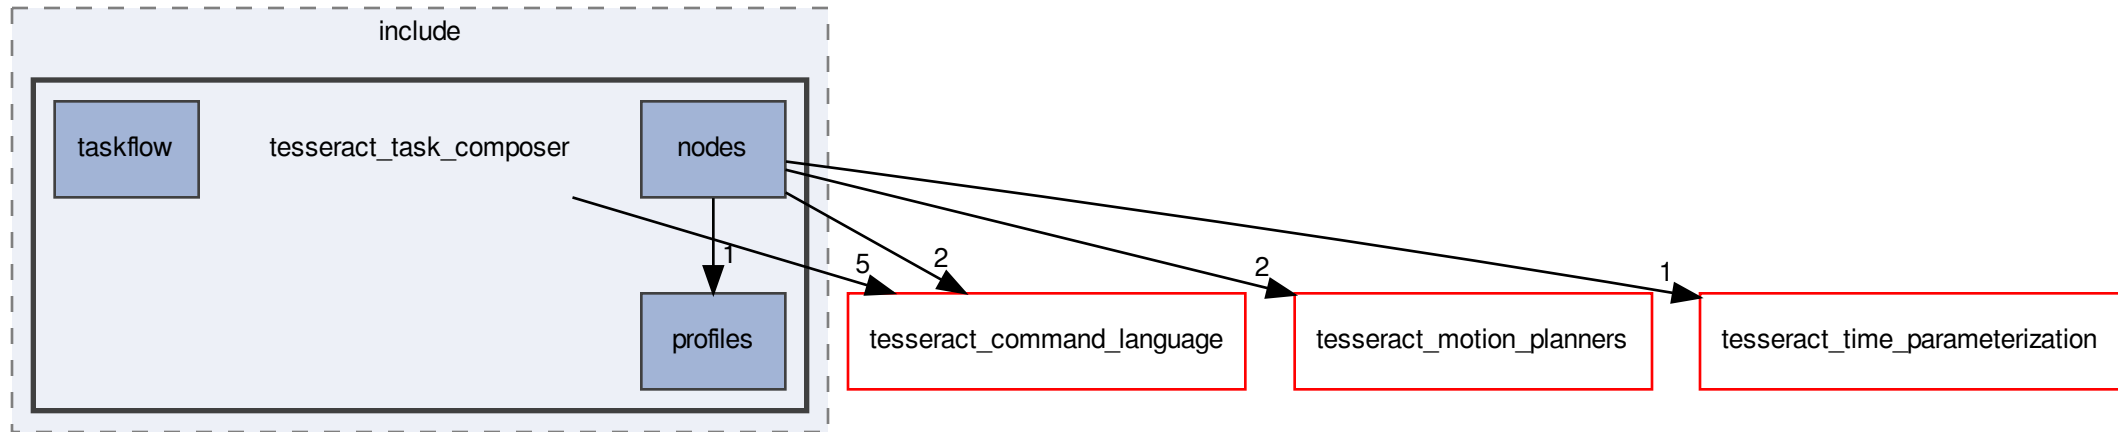 include
taskflow
tesseract_task_composer
nodes
1
5
2
2
1
profiles
tesseract_command_language
tesseract_motion_planners
tesseract_time_parameterization